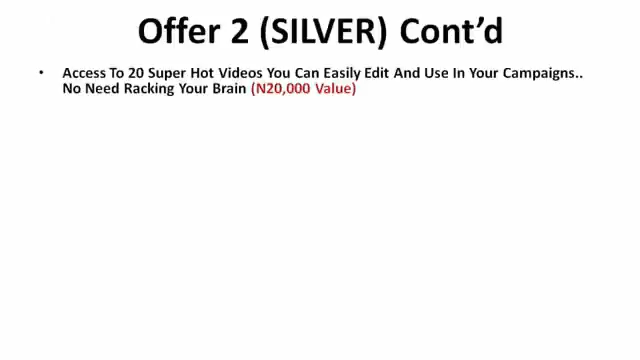 Offer 2 (SILVER) Cont’d
• Access To 20 Super Hot Videos You Can Easily Edit And Use In Your Campaigns..
No Need Racking Your Brain (N20,000 Value)